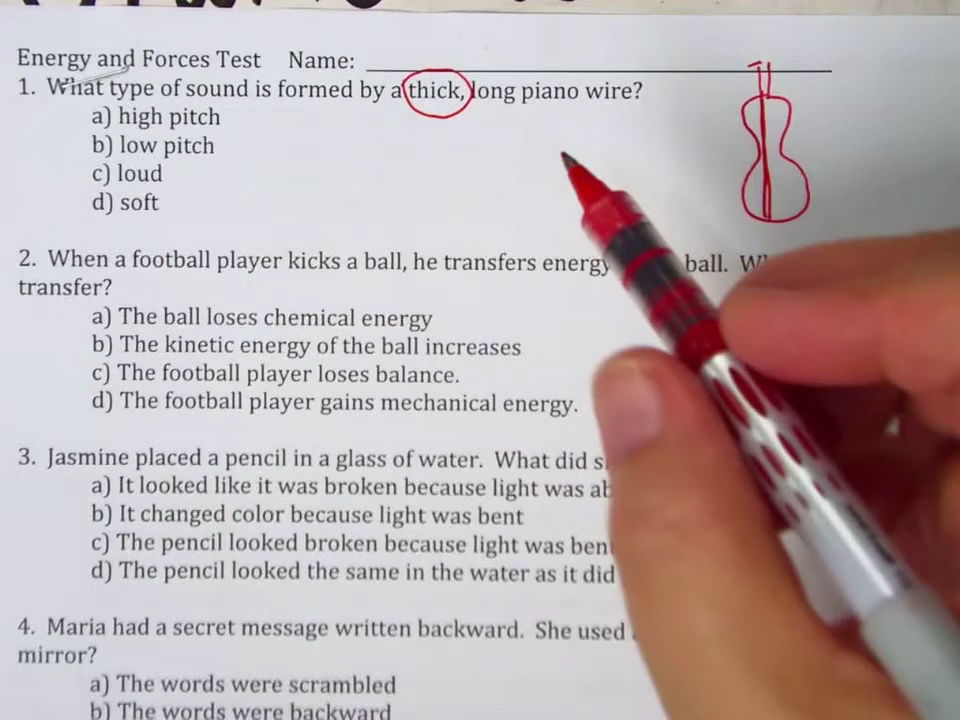 Energy and Forces Test Name:
1. What type of sound is formed by a thick, long piano wire?
a) high pitch
b) low pitch
c) loud
d) soft
2. When a football player kicks a ball, he transfers energy ball.
transfer?
a) The ball loses chemical energy
b) The kinetic energy of the ball increases
c) The football player loses balance.
d) The football player gains mechanical energy.
3. Jasmine placed a pencil in a glass of water. What did
a) It looked like it was broken because light was
b) It changed color because light was bent
c) The pencil looked broken because light was bent
d) The pencil looked the same in the water as it did
4. Maria had a secret message written backward. She used
mirror?
a) The words were scrambled
b) The words were backward